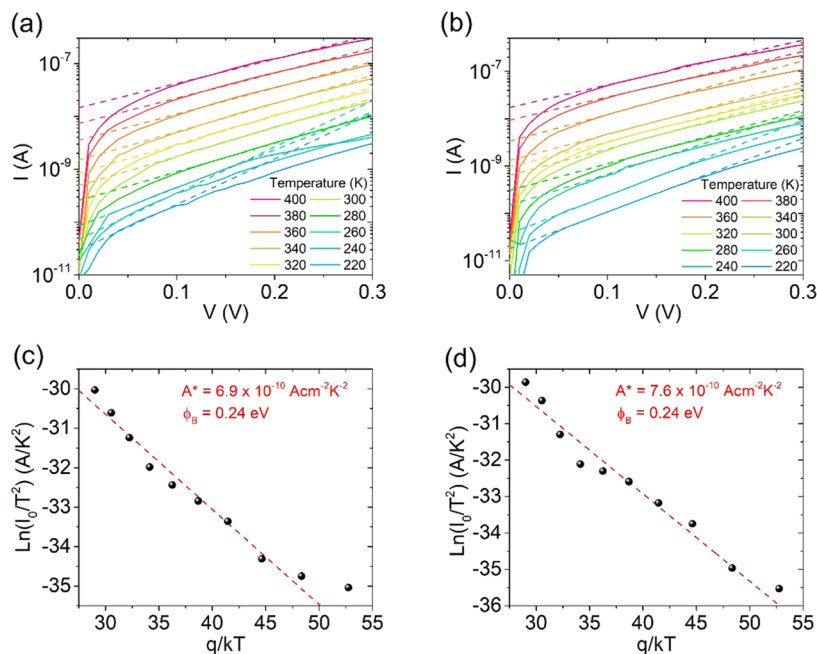 (a)
10-7
10-9
10-11
I (A)
0.0 0.1 0.2 0.3
V (V)
Temperature (K)
400 300
380 280
360 260
340 240
320 220
(b)
10-7
10-9
10-11
I (A)
0.0 0.1 0.2 0.3
V (V)
Temperature (K)
400 380
360 340
320 300
280 260
240 220
(c)
A* = 6.9 x 10-10 Acm-2K-2
ϕB = 0.24 eV
-30
-31
-32
-33
-34
-35
Ln(I0/T2) (A/K2)
30 35 40 45 50 55
q/kT
(d)
A* = 7.6 x 10-10 Acm-2K-2
ϕB = 0.24 eV
-30
-31
-32
-33
-34
-35
-36
Ln(I0/T2) (A/K2)
30 35 40 45 50 55
q/kT